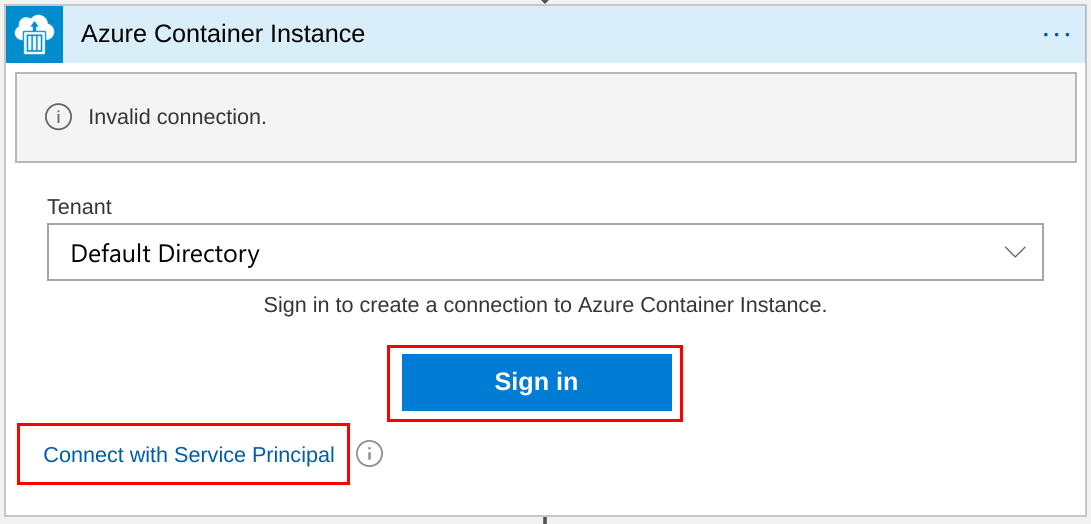 Azure Container Instance
Invalid connection.
Tenant
Default Directory
Sign in to create a connection to Azure Container Instance.
Sign in
Connect with Service Principal